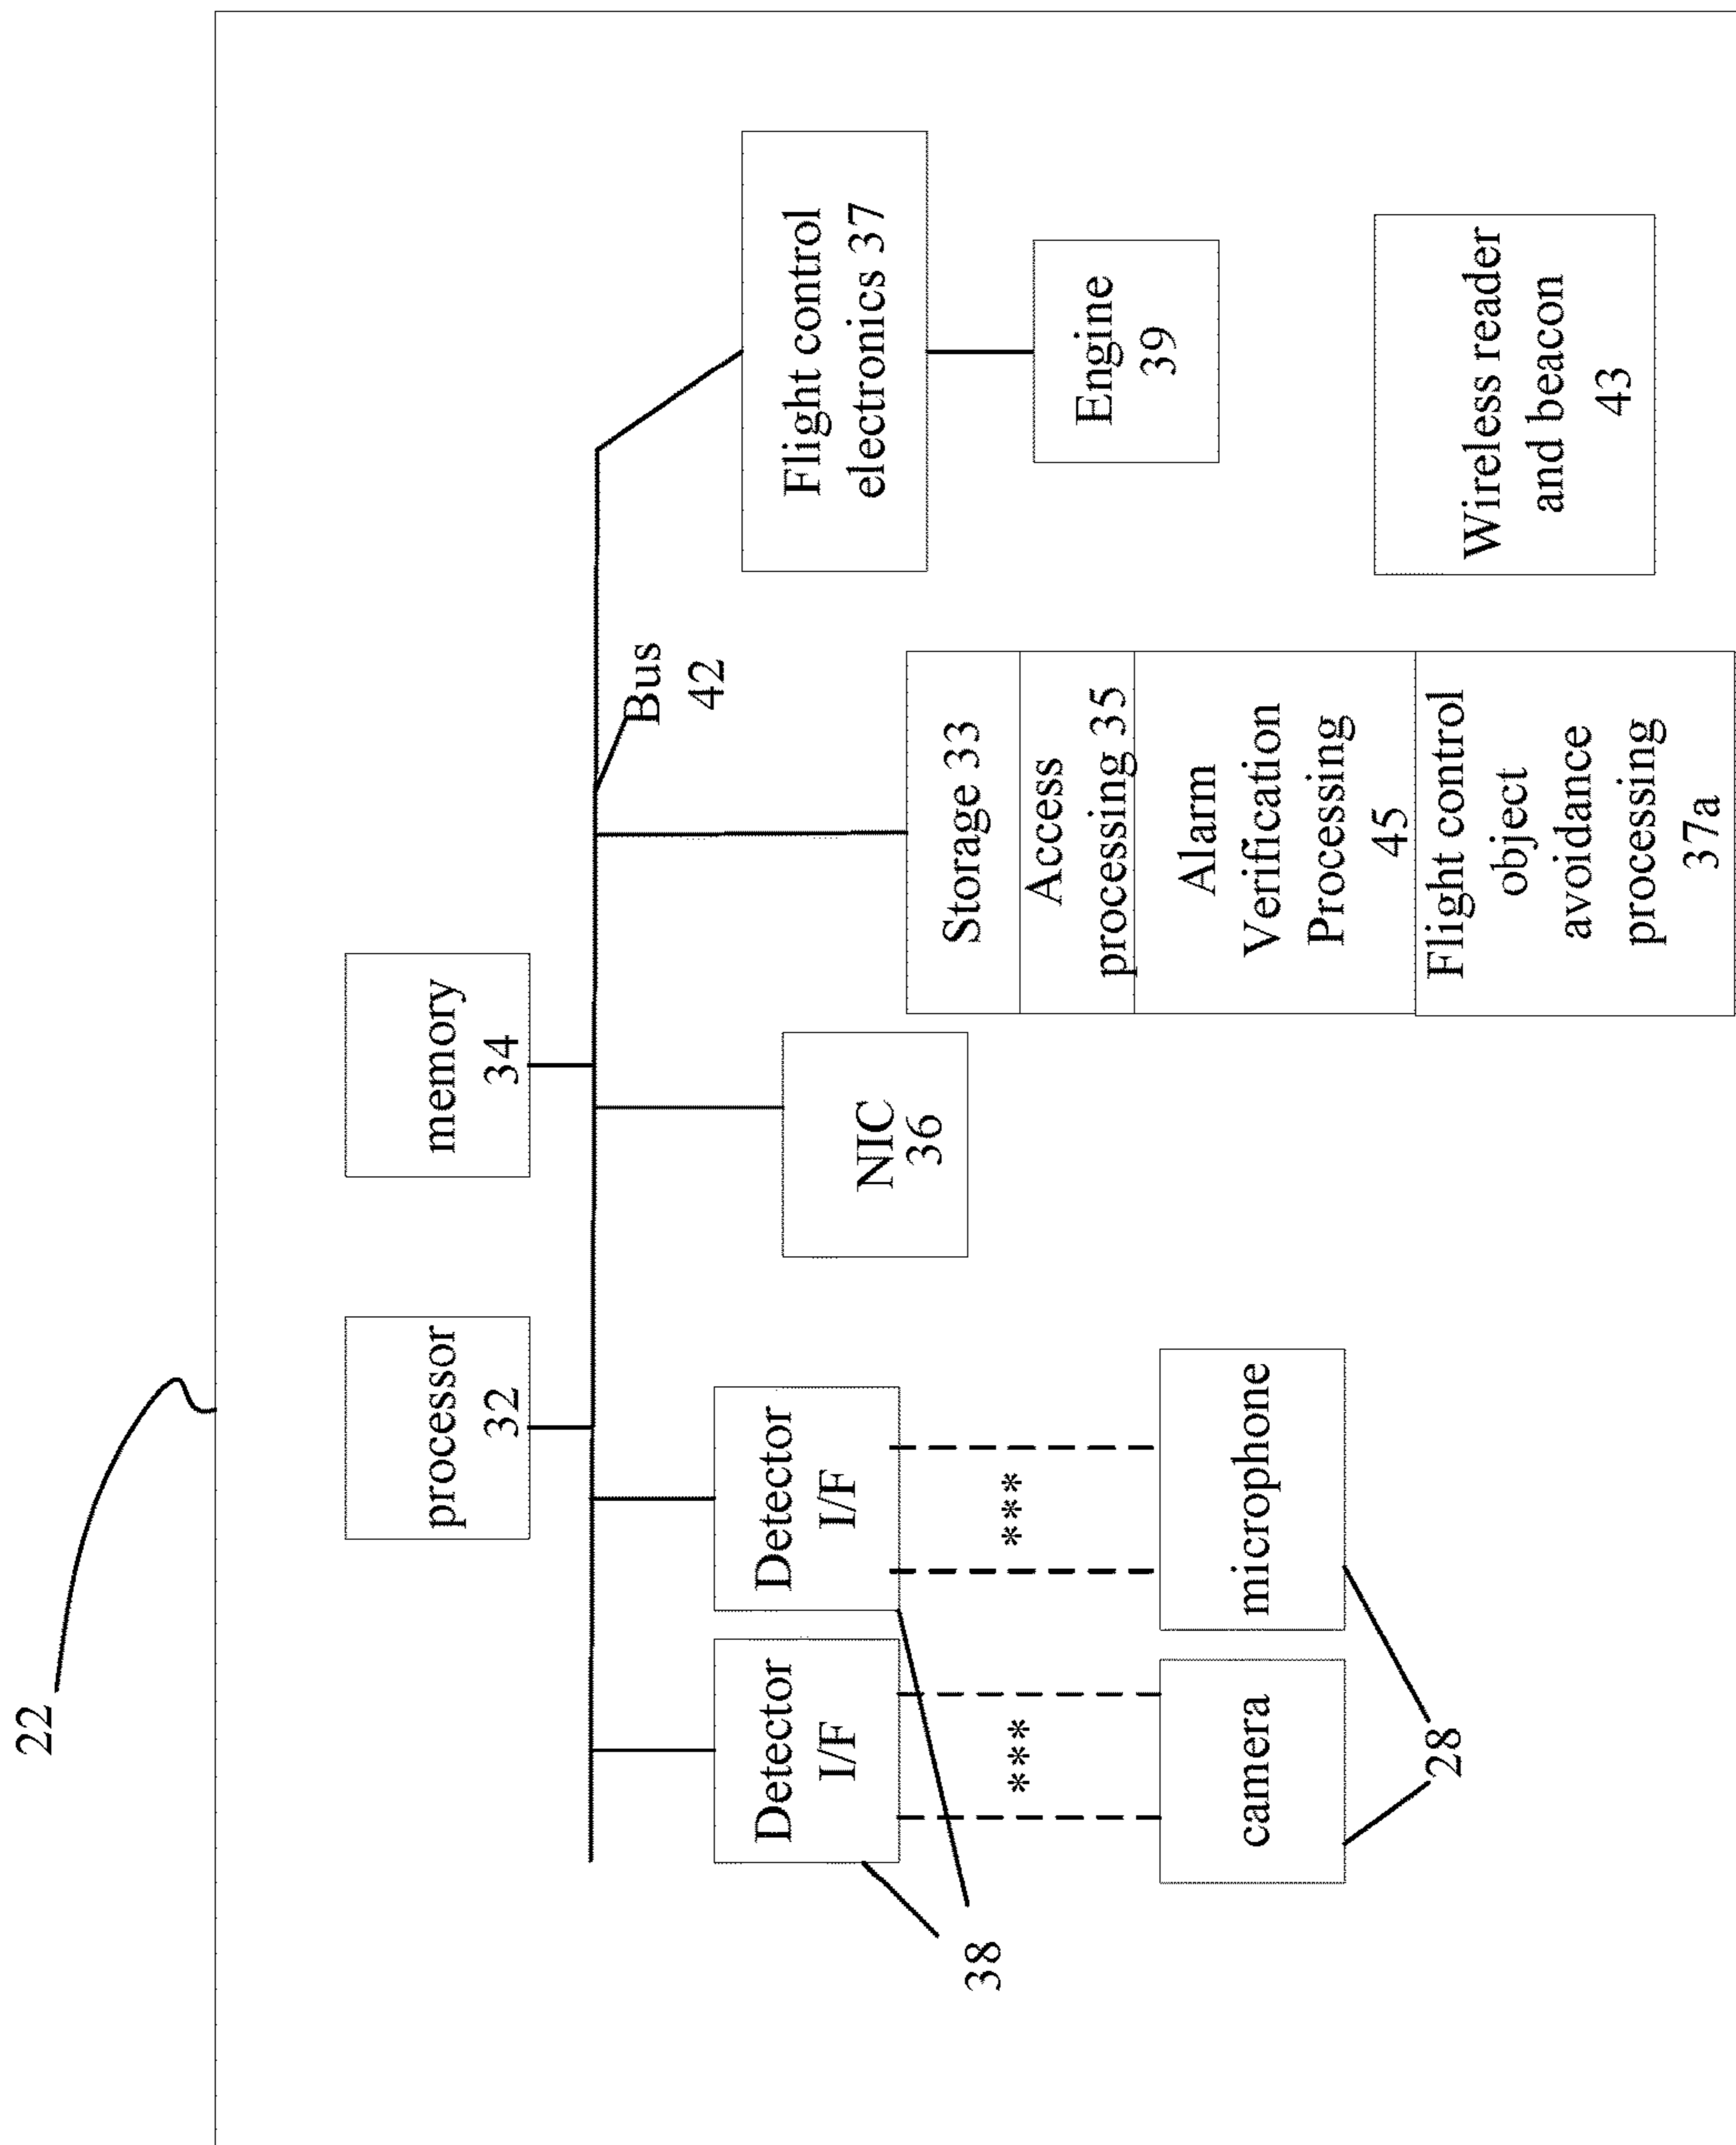 22
processor
32
memory
34
Bus
42
Detector
I/F
Detector
I/F
38
***
***
camera
microphone
28
NIC
36
Storage 33
Access
processing 35
Alarm
Verification
Processing
45
Flight control
object
avoidance
processing
37a
Flight control
electronics 37
Engine
39
Wireless reader
and beacon
43